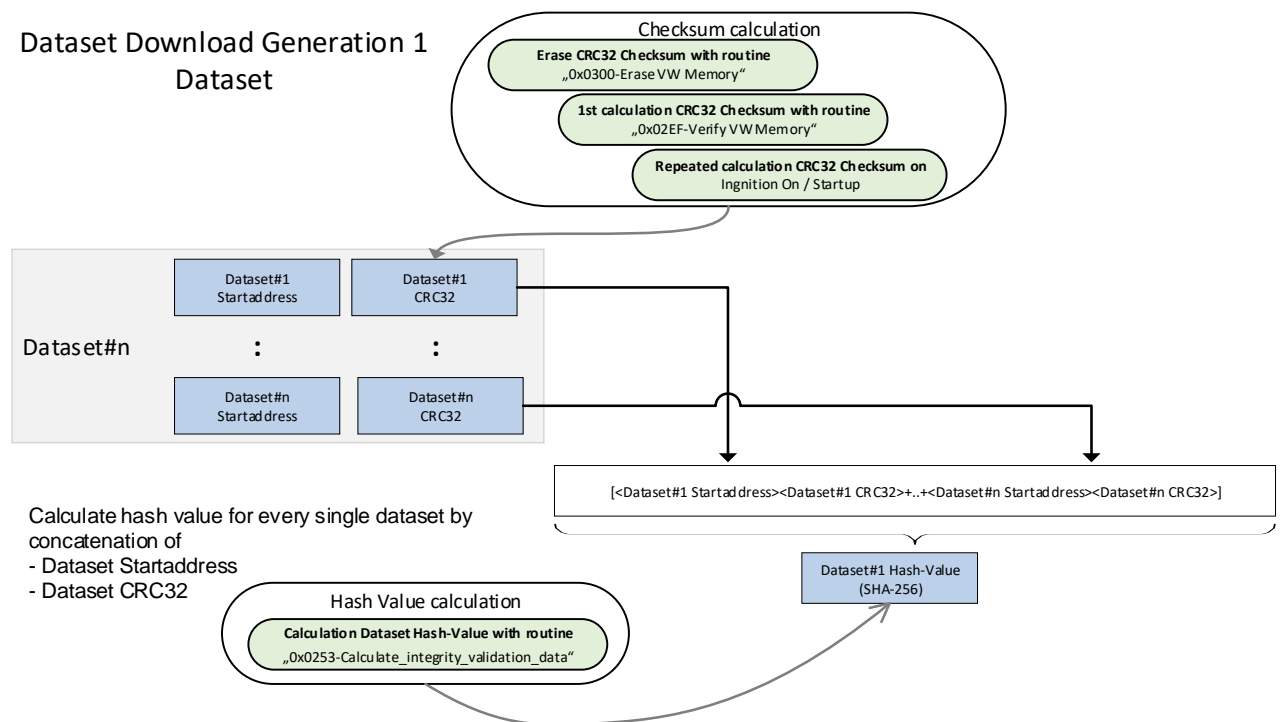 Dataset Download Generation 1
Dataset
Checksum calculation
Erase CRC32 Checksum with routine
„0x0300-Erase VW Memory“
1st calculation CRC32 Checksum with routine
„0x02EF-Verify VW Memory“
Repeated calculation CRC32 Checksum on
Ingnition On / Startup
Dataset#n
Dataset#1
Startaddress
Dataset#1
CRC32
:
:
Dataset#n
Startaddress
Dataset#n
CRC32
[<Dataset#1 Startaddress><Dataset#1 CRC32>+..+<Dataset#n Startaddress><Dataset#n CRC32>]
Calculate hash value for every single dataset by
concatenation of
- Dataset Startaddress
- Dataset CRC32
Dataset#1 Hash-Value
(SHA-256)
Hash Value calculation
Calculation Dataset Hash-Value with routine
„0x0253-Calculate_integrity_validation_data“